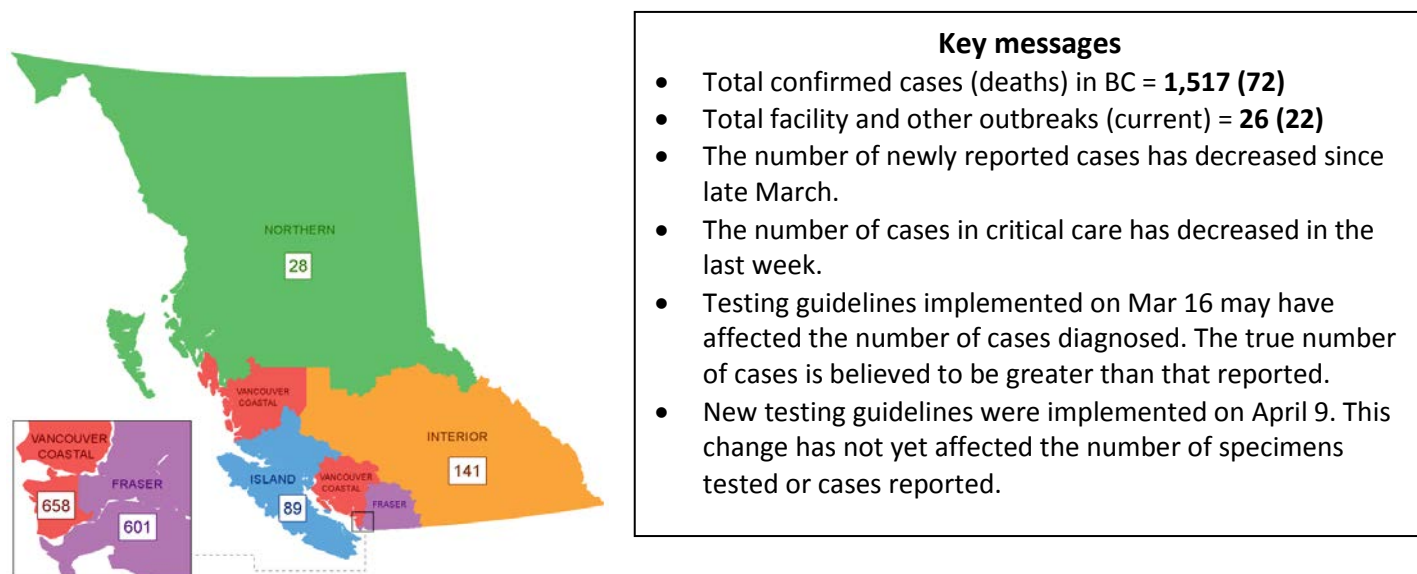 NORTHERN
28
VANCOUVER
COASTAL
INTERIOR
141
ISLAND
89
VANCOUVER
COASTAL
FRASER
VANCOUVER
COASTAL
FRASER
658
601
Key messages
• Total confirmed cases (deaths) in BC = 1,517 (72)
• Total facility and other outbreaks (current) = 26 (22)
• The number of newly reported cases has decreased since
late March.
• The number of cases in critical care has decreased in the
last week.
• Testing guidelines implemented on Mar 16 may have
affected the number of cases diagnosed. The true number
of cases is believed to be greater than that reported.
• New testing guidelines were implemented on April 9. This
change has not yet affected the number of specimens
tested or cases reported.